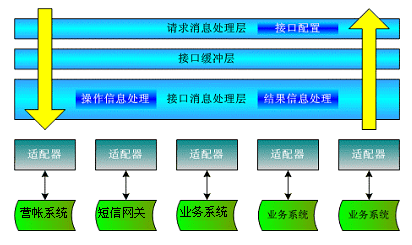 请求消息处理层 接口配置
接口缓冲层
操作信息处理 接口消息处理层 结果信息处理
适配器 适配器 适配器 适配器 适配器
营帐系统 短信网关 业务系统 业务系统 业务系统